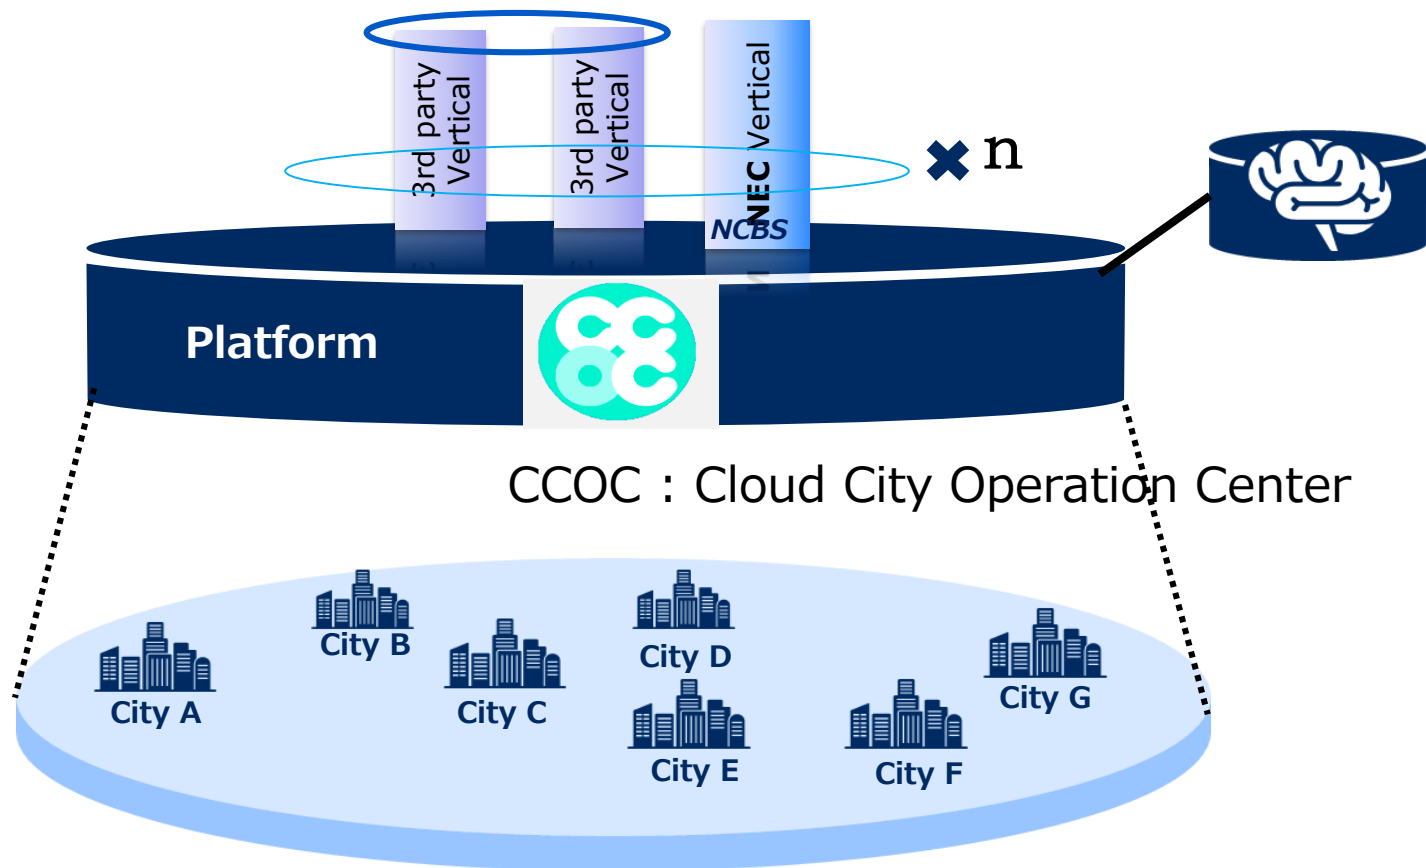 3rd party
Vertical
3rd party
Vertical
NEC Vertical
NCBS
n
Platform
CCOC : Cloud City Operation Center
City A
City B
City C
City D
City E
City F
City G